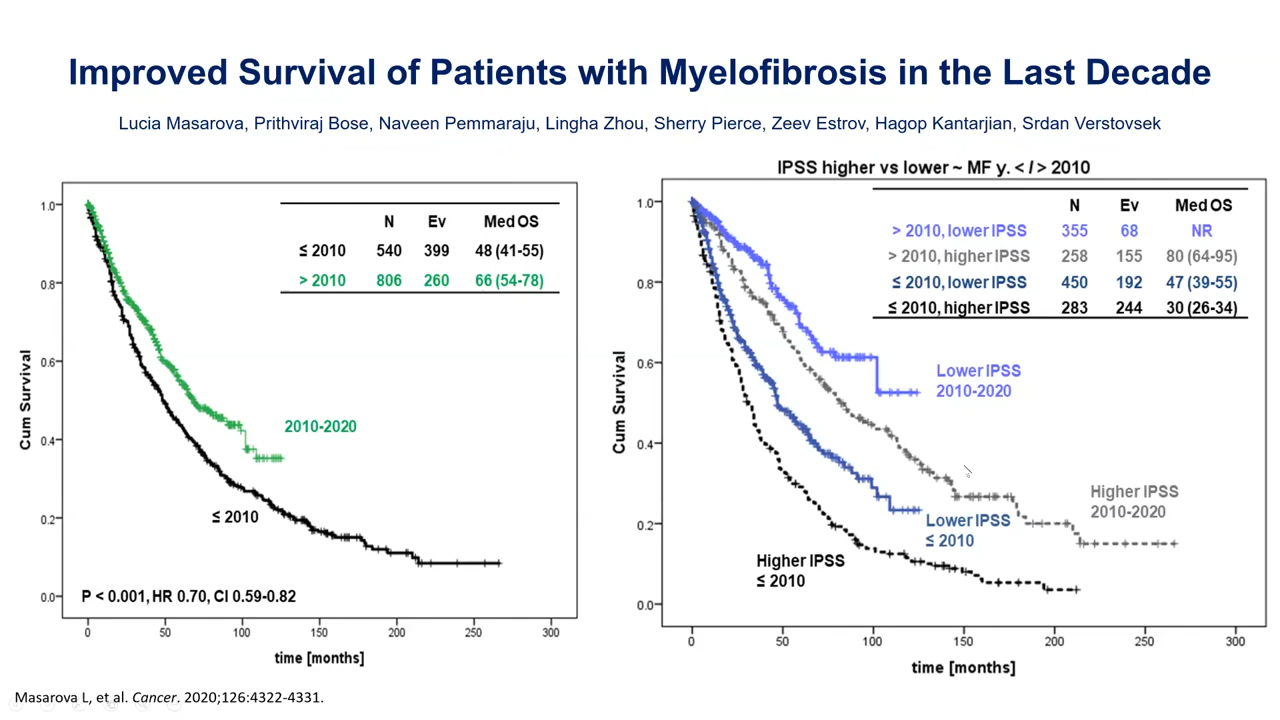 Improved Survival of Patients with Myelofibrosis in the Last Decade
Lucia Masarova, Prithviraj Bose, Naveen Pemmaraju, Lingha Zhou, Sherry Pierce, Zeev Estrov, Hagop Kantarjian, Srdan Verstovsek
1.0
0.8
0.6
0.4
0.2
0.0
Cum Survival
N Ev Med OS
≤ 2010 540 399 48 (41-55)
> 2010 806 260 66 (54-78)
2010-2020
≤ 2010
P < 0.001, HR 0.70, CI 0.59-0.82
0 50 100 150 200 250 300
time [months]
IPSS higher vs lower ~ MF y. < / > 2010
1.0
0.8
0.6
0.4
0.2
0.0
Cum Survival
N Ev Med OS
> 2010, lower IPSS 355 68 NR
> 2010, higher IPSS 258 155 80 (64-95)
≤ 2010, lower IPSS 450 192 47 (39-55)
≤ 2010, higher IPSS 283 244 30 (26-34)
Lower IPSS
2010-2020
Higher IPSS
2010-2020
Lower IPSS
≤ 2010
Higher IPSS
≤ 2010
0 50 100 150 200 250 300
time [months]
Masarova L, et al. Cancer. 2020;126:4322-4331.